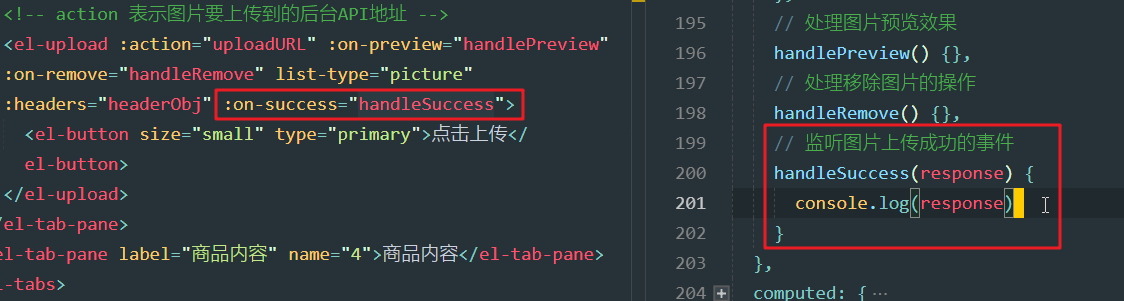 <!-- action 表示图片要上传到的后台API地址 -->
<el-upload :action="uploadURL" :on-preview="handlePreview"
:on-remove="handleRemove" list-type="picture"
:headers="headerObj" :on-success="handleSuccess">
<el-button size="small" type="primary">点击上传</
el-button>
</el-upload>
/el-tab-pane>
el-tab-pane label="商品内容" name="4">商品内容</el-tab-pane>
l-tabs>
},
195 // 处理图片预览效果
196 handlePreview() {},
197 // 处理移除图片的操作
198 handleRemove() {},
199 // 监听图片上传成功的事件
200 handleSuccess(response) {
201 console.log(response)
202 }
203 },
204 computed: {